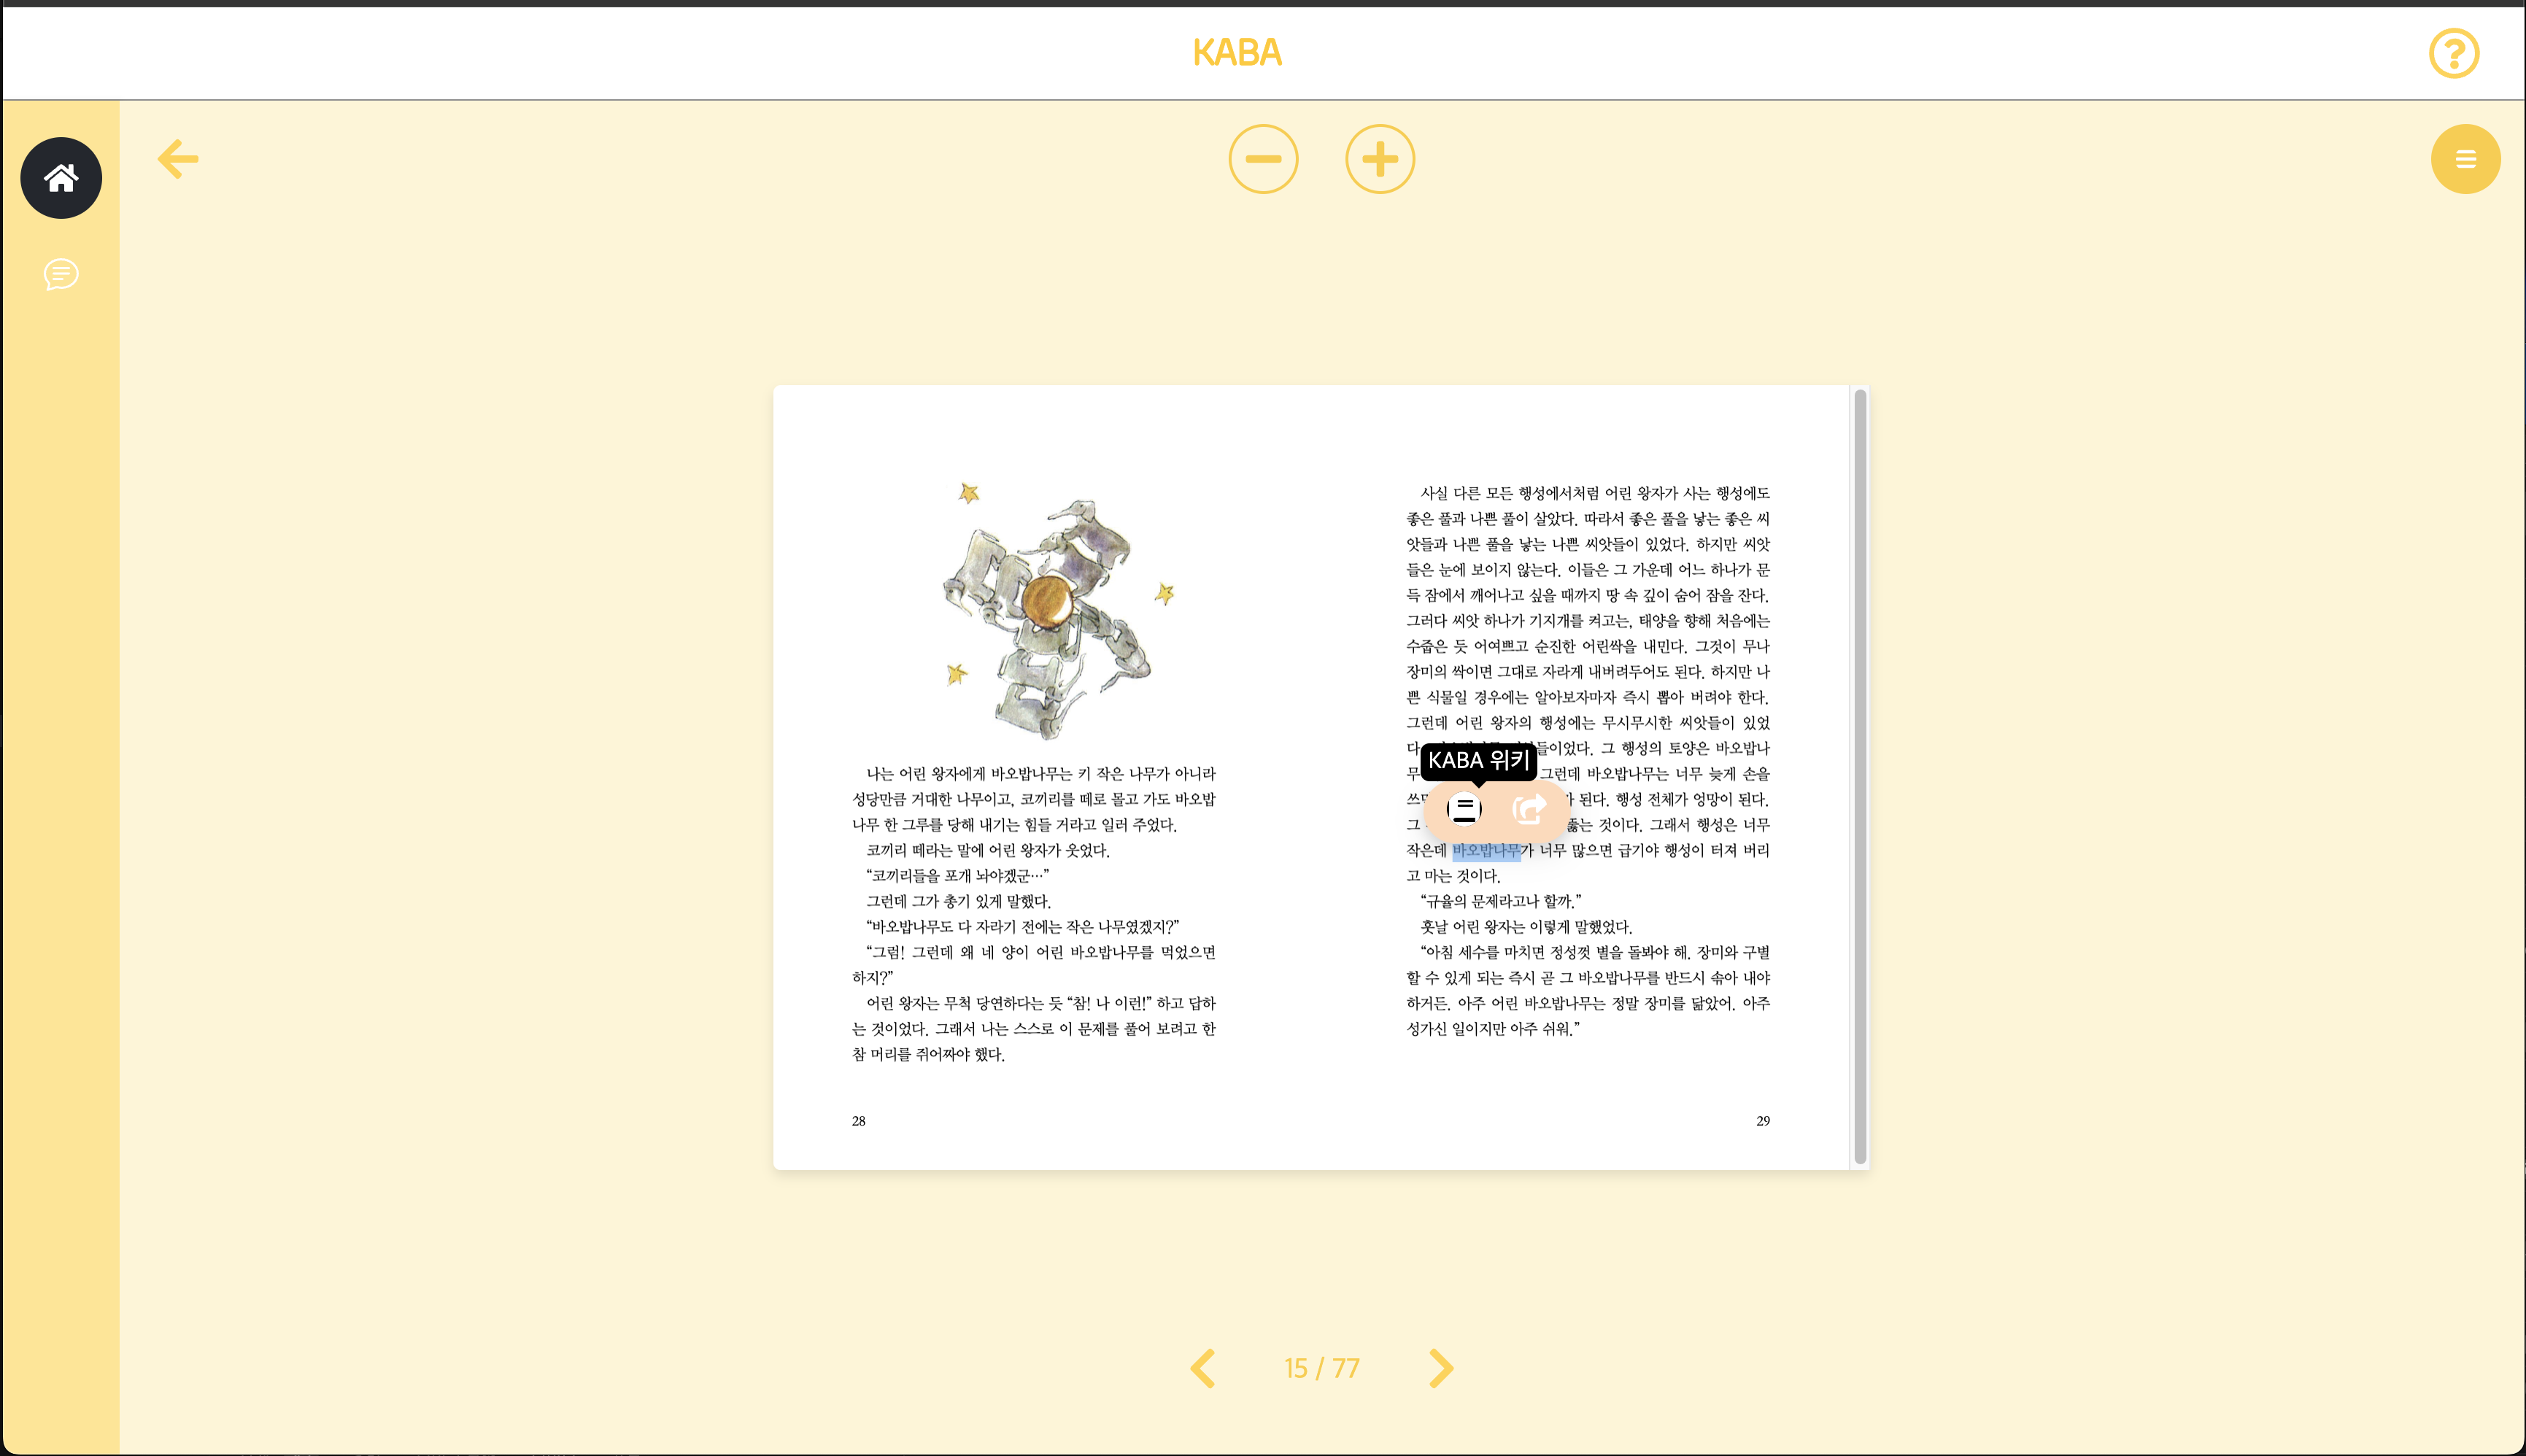 KABA
나는 어린 왕자에게 바오밥나무는 키 작은 나무가 아니라
성당만큼 거대한 나무이고, 코끼리를 떼로 몰고 가도 바오밥
나무 한 그루를 당해 내기는 힘들 거라고 일러 주었다.
코끼리 떼라는 말에 어린 왕자가 웃었다.
“코끼리들을 포개 놔야겠군…”
그런데 그가 총기 있게 말했다.
“바오밥나무도 다 자라기 전에는 작은 나무였겠지?”
“그럼! 그런데 왜 네 양이 어린 바오밥나무를 먹었으면
하지?”
어린 왕자는 무척 당연하다는 듯 “참! 나 이런!” 하고 답하
는 것이었다. 그래서 나는 스스로 이 문제를 풀어 보려고 한
참 머리를 쥐어짜야 했다.
28
사실 다른 모든 행성에서처럼 어린 왕자가 사는 행성에도
좋은 풀과 나쁜 풀이 살았다. 따라서 좋은 풀을 낳는 좋은 씨
앗들과 나쁜 풀을 낳는 나쁜 씨앗들이 있었다. 하지만 씨앗
들은 눈에 보이지 않는다. 이들은 그 가운데 어느 하나가 문
득 잠에서 깨어나고 싶을 때까지 땅 속 깊이 숨어 잠을 잔다.
그러다 씨앗 하나가 기지개를 켜고는, 태양을 향해 처음에는
수줍은 듯 어여쁘고 순진한 어린싹을 내민다. 그것이 무나
장미의 싹이면 그대로 자라게 내버려두어도 된다. 하지만 나
쁜 식물일 경우에는 알아보자마자 즉시 뽑아 버려야 한다.
그런데 어린 왕자의 행성에는 무시무시한 씨앗들이 있었
다 들이었다. 그 행성의 토양은 바오밥나
KABA 위키
무 그런데 바오밥나무는 너무 늦게 손을
된다. 행성 전체가 엉망이 된다.
그 뚫는 것이다. 그래서 행성은 너무
작은데 바오밥나무가 너무 많으면 급기야 행성이 터져 버리
고 마는 것이다.
“규율의 문제라고나 할까.”
훗날 어린 왕자는 이렇게 말했었다.
“아침 세수를 마치면 정성껏 별을 돌봐야 해. 장미와 구별
할 수 있게 되는 즉시 곧 그 바오밥나무를 반드시 솎아 내야
하거든. 아주 어린 바오밥나무는 정말 장미를 닮았어. 아주
성가신 일이지만 아주 쉬워.”
29
15 / 77